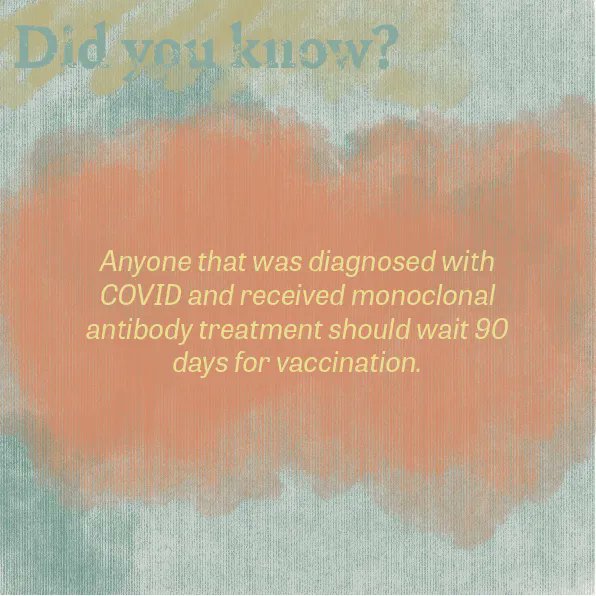 Did you know?
Anyone that was diagnosed with
COVID and received monoclonal
antibody treatment should wait 90
days for vaccination.